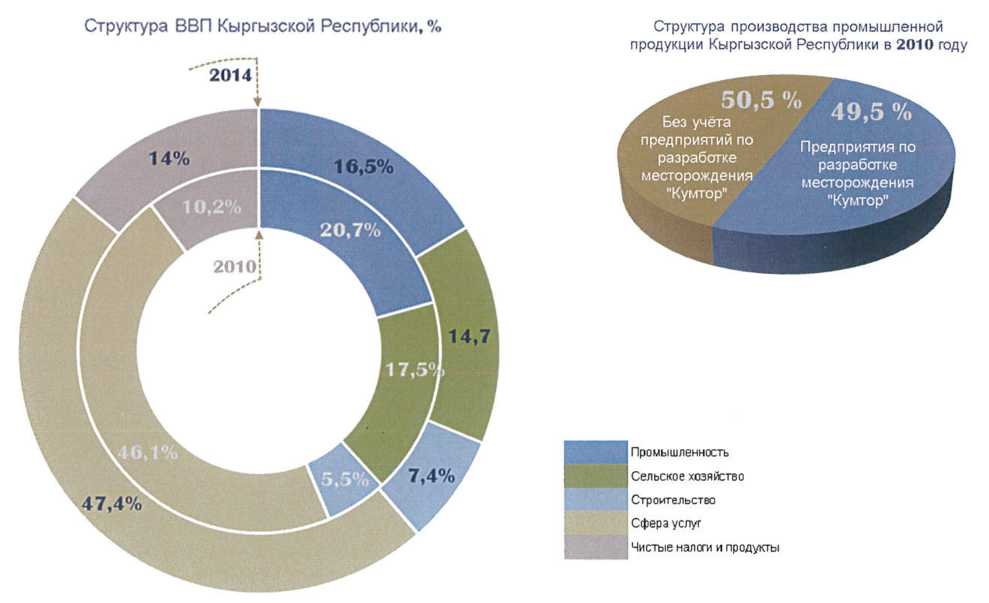 Структура ВВП Кыргызской Республики, %
2014
14%
16,5%
10,2%
20,7%
2010
14,7
17,5%
46,1%
5,5%
7,4%
47,4%
Структура производства промышленной
продукции Кыргызской Республики в 2010 году
50,5 %
Без учёта
предприятий по
разработке
месторождения
"Кумтор"
49,5 %
Предприятия по
разработке
месторождения
"Кумтор"
Промышленность
Сельское хозяйство
Строительство
Сфера услуг
Чистые налоги и продукты